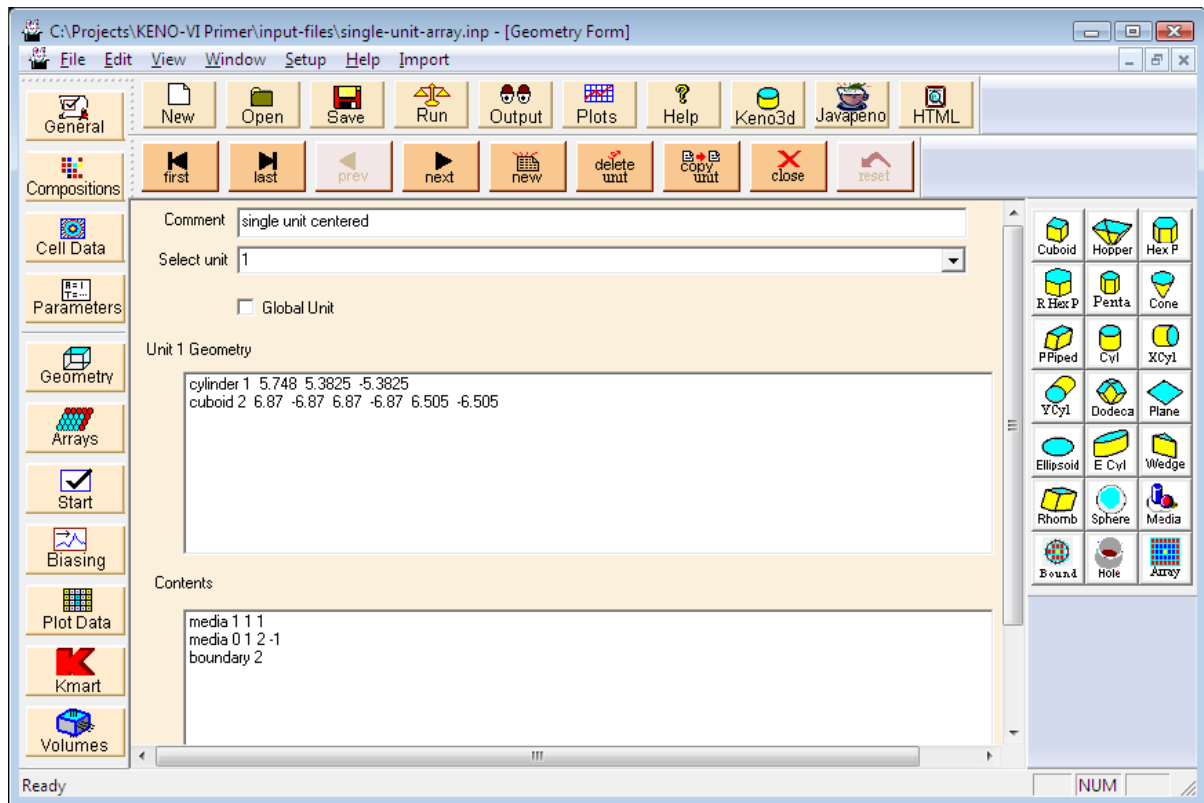 C:\Projects\KENO-VI Primer\input-files\single-unit-array.inp - [Geometry Form]
File Edit View Window Setup Help Import
General
New Open Save Run Output Plots Help Keno3d Javapeno HTML
Compositions
first last prev next new delete unit copy unit close reset
Cell Data
Parameters
Geometry
Arrays
Start
Biasing
Plot Data
Kmart
Volumes
Comment single unit centered
Select unit 1
Global Unit
Unit 1 Geometry
cylinder 1 5.748 5.3825 -5.3825
cuboid 2 6.87 -6.87 6.87 -6.87 6.505 -6.505
Contents
media 1 1 1
media 0 1 2 -1
boundary 2
Cuboid Hopper Hex P
R Hex P Penta Cone
PPiped Cyl XCyl
YCyl Dodeca Plane
Ellipsoid E Cyl Wedge
Rhomb Sphere Media
Bound Hole Array
Ready NUM